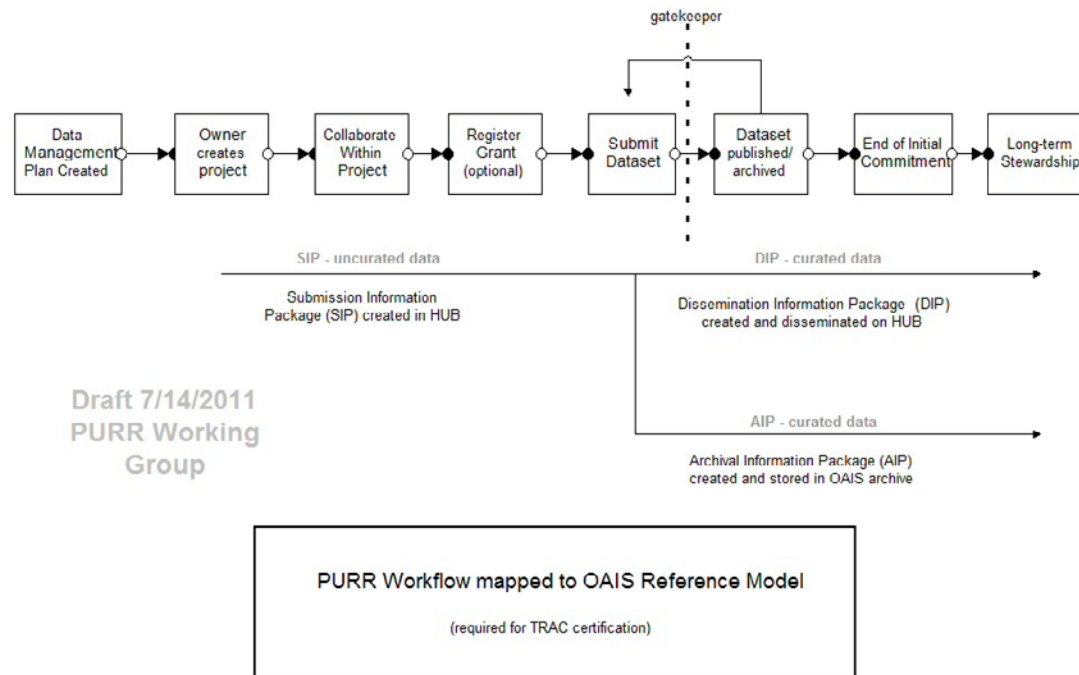 gatekeeper
Data
Management
Plan Created
Owner
creates
project
Collaborate
Within
Project
Register
Grant
(optional)
Submit
Dataset
Dataset
published/
archived
End of Initial
Commitment
Long-term
Stewardship
SIP - uncurated data
DIP - curated data
Submission Information
Package (SIP) created in HUB
Dissemination Information Package (DIP)
created and disseminated on HUB
Draft 7/14/2011
PURR Working
Group
AIP - curated data
Archival Information Package (AIP)
created and stored in OAIS archive
PURR Workflow mapped to OAIS Reference Model
(required for TRAC certification)